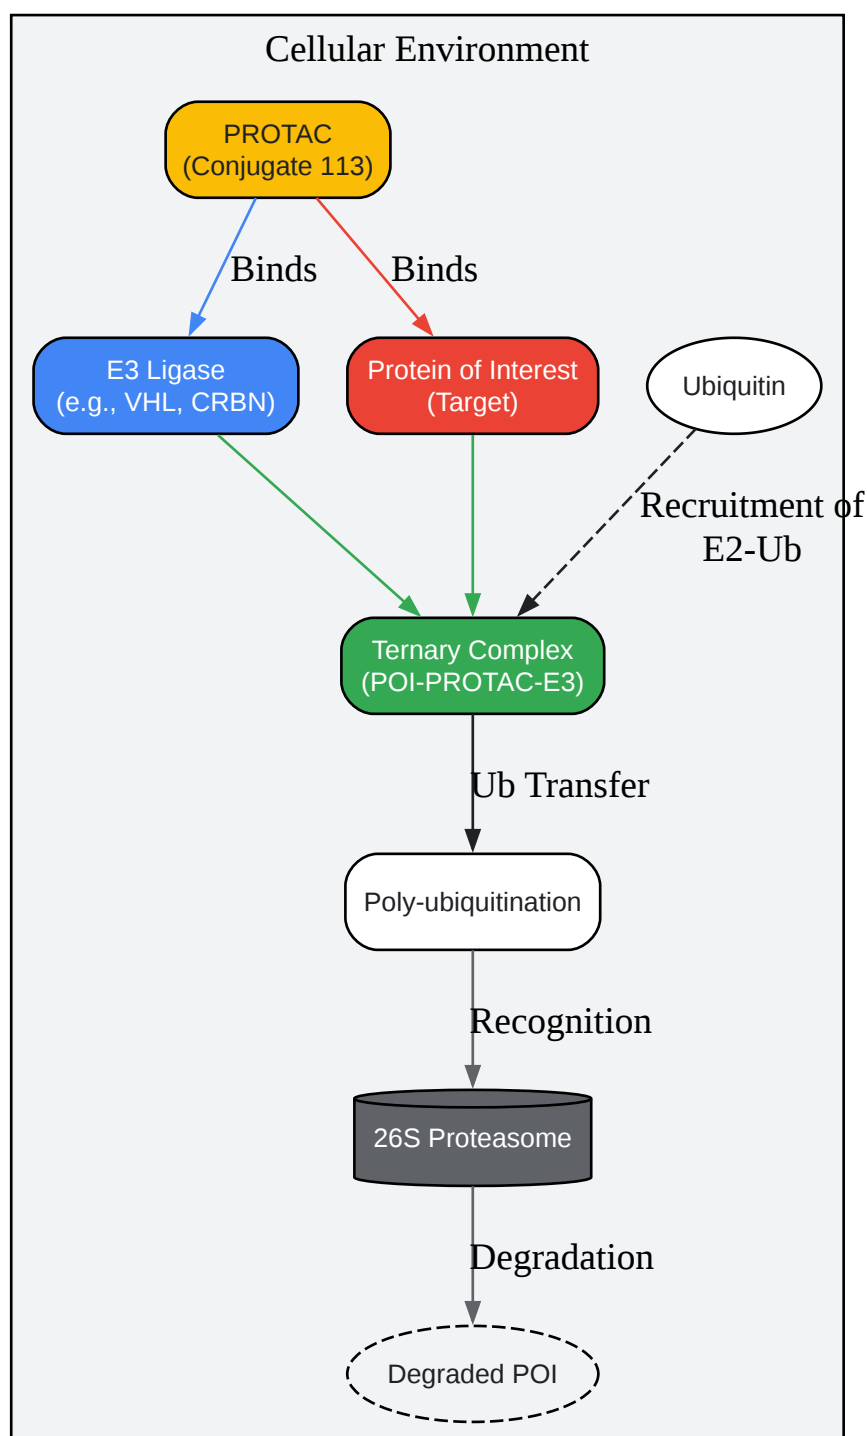 Cellular Environment
PROTAC
(Conjugate 113)
Binds
Binds
E3 Ligase
(e.g., VHL, CRBN)
Protein of Interest
(Target)
Ubiquitin
Recruitment of
E2-Ub
Ternary Complex
(POI-PROTAC-E3)
Ub Transfer
Poly-ubiquitination
Recognition
26S Proteasome
Degradation
Degraded POI